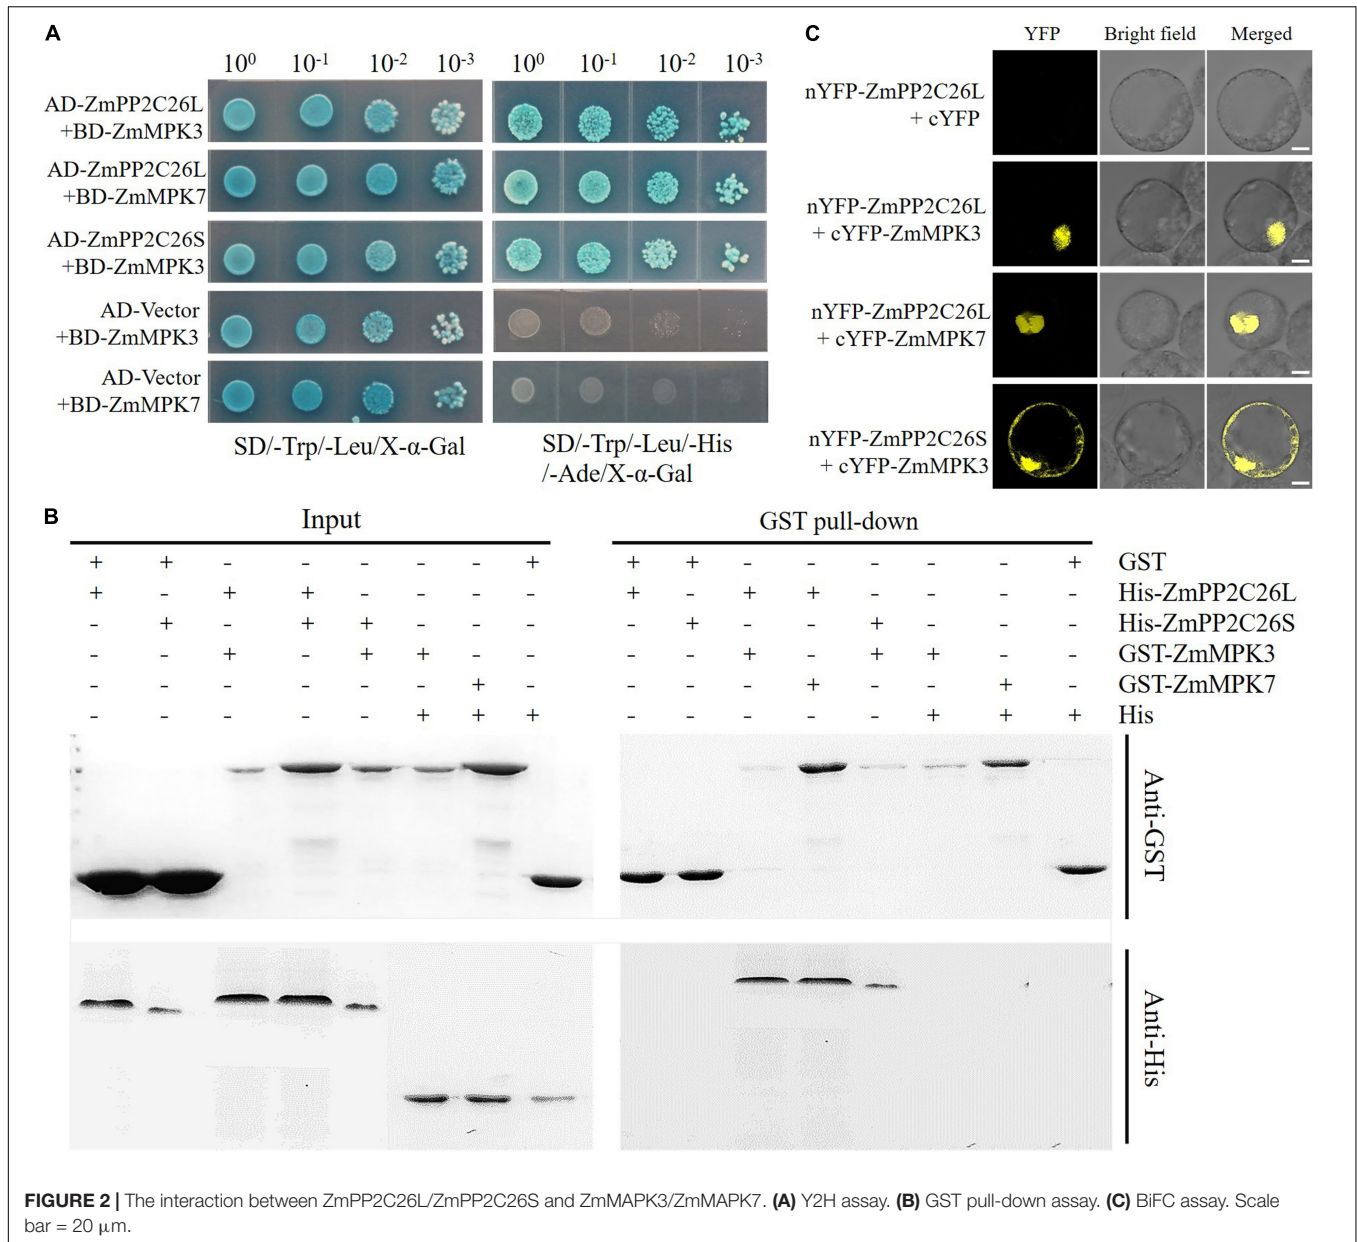 A
10⁰ 10⁻¹ 10⁻² 10⁻³ 10⁰ 10⁻¹ 10⁻² 10⁻³
AD-ZmPP2C26L
+BD-ZmMPK3
AD-ZmPP2C26L
+BD-ZmMPK7
AD-ZmPP2C26S
+BD-ZmMPK3
AD-Vector
+BD-ZmMPK3
AD-Vector
+BD-ZmMPK7
SD/-Trp/-Leu/X-α-Gal
SD/-Trp/-Leu/-His
/-Ade/X-α-Gal
C
YFP Bright field Merged
nYFP-ZmPP2C26L
+ cYFP
nYFP-ZmPP2C26L
+ cYFP-ZmMPK3
nYFP-ZmPP2C26L
+ cYFP-ZmMPK7
nYFP-ZmPP2C26S
+ cYFP-ZmMPK3
B
Input GST pull-down
+ + - - - - - + + + - - - - - + GST
+ - + + - - - - + - + + - - - - His-ZmPP2C26L
- + - + + - - - - + - - + - - - His-ZmPP2C26S
- - + - + + - - - - + - + + - - GST-ZmMPK3
- - - - - - + - - - - + - - + - GST-ZmMPK7
- - - - - + + + - - - - - + + + His
Anti-GST
Anti-His
FIGURE 2 | The interaction between ZmPP2C26L/ZmPP2C26S and ZmMAPK3/ZmMAPK7. (A) Y2H assay. (B) GST pull-down assay. (C) BiFC assay. Scale
bar = 20 μm.